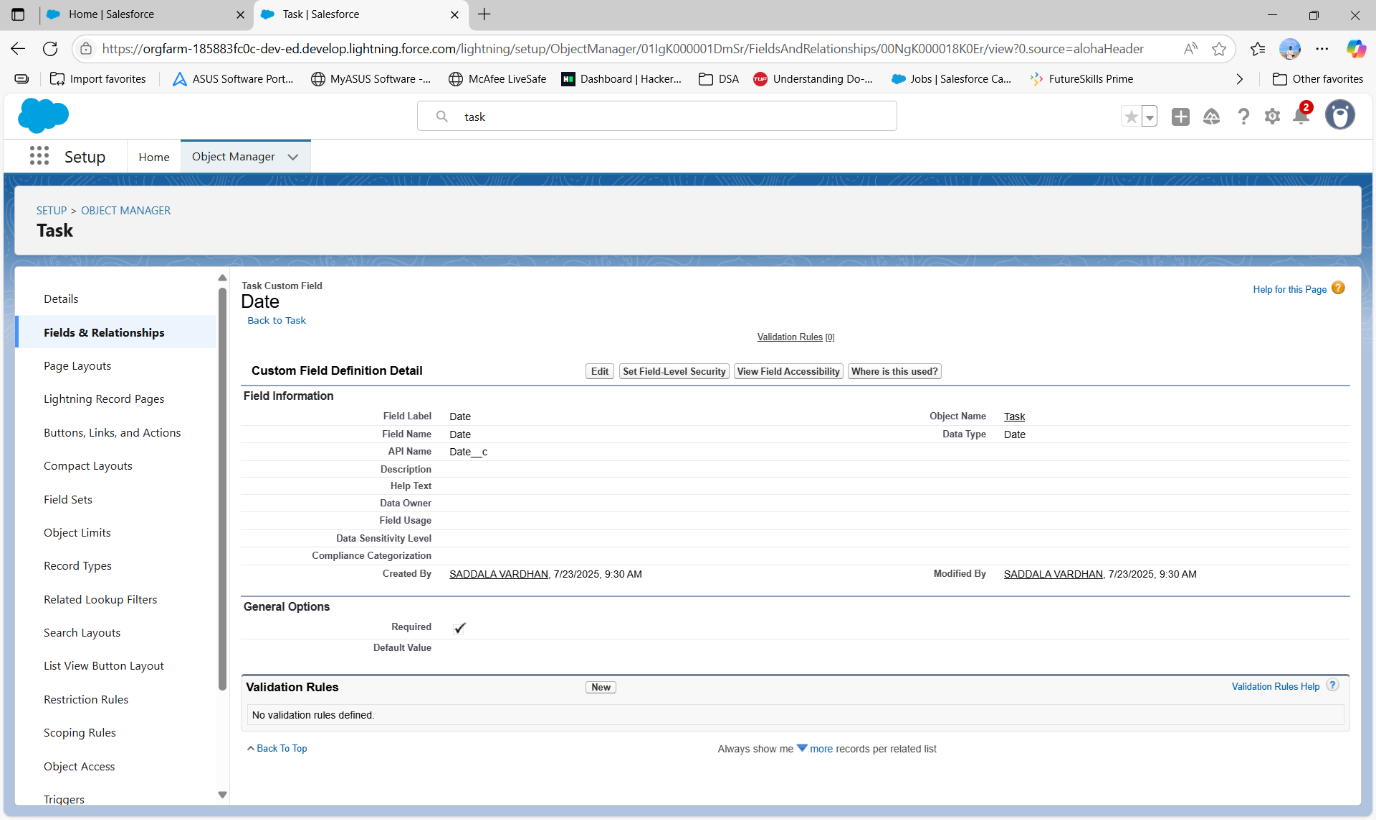 Home | Salesforce
Task | Salesforce
https://orgfarm-185883fc0c-dev-ed.develop.lightning.force.com/lightning/setup/ObjectManager/01IgK000001DmSr/FieldsAndRelationships/00NgK000018K0Er/view?0.source=alohaHeader
Import favorites
ASUS Software Port...
MyASUS Software -...
McAfee LiveSafe
Dashboard | Hacker...
DSA
Understanding Do-...
Jobs | Salesforce Ca...
FutureSkills Prime
Other favorites
task
2
Setup
Home
Object Manager
SETUP > OBJECT MANAGER
Task
Details
Fields & Relationships
Page Layouts
Lightning Record Pages
Buttons, Links, and Actions
Compact Layouts
Field Sets
Object Limits
Record Types
Related Lookup Filters
Search Layouts
List View Button Layout
Restriction Rules
Scoping Rules
Object Access
Triggers
Task Custom Field
Date
Back to Task
Help for this Page
Validation Rules [0]
Custom Field Definition Detail
Edit
Set Field-Level Security
View Field Accessibility
Where is this used?
Field Information
Field Label Date Object Name Task
Field Name Date Data Type Date
API Name Date__c
Description
Help Text
Data Owner
Field Usage
Data Sensitivity Level
Compliance Categorization
Created By SADDALA VARDHAN, 7/23/2025, 9:30 AM Modified By SADDALA VARDHAN, 7/23/2025, 9:30 AM
General Options
Required ✓
Default Value
Validation Rules
New
Validation Rules Help ?
No validation rules defined.
Back To Top
Always show me more records per related list